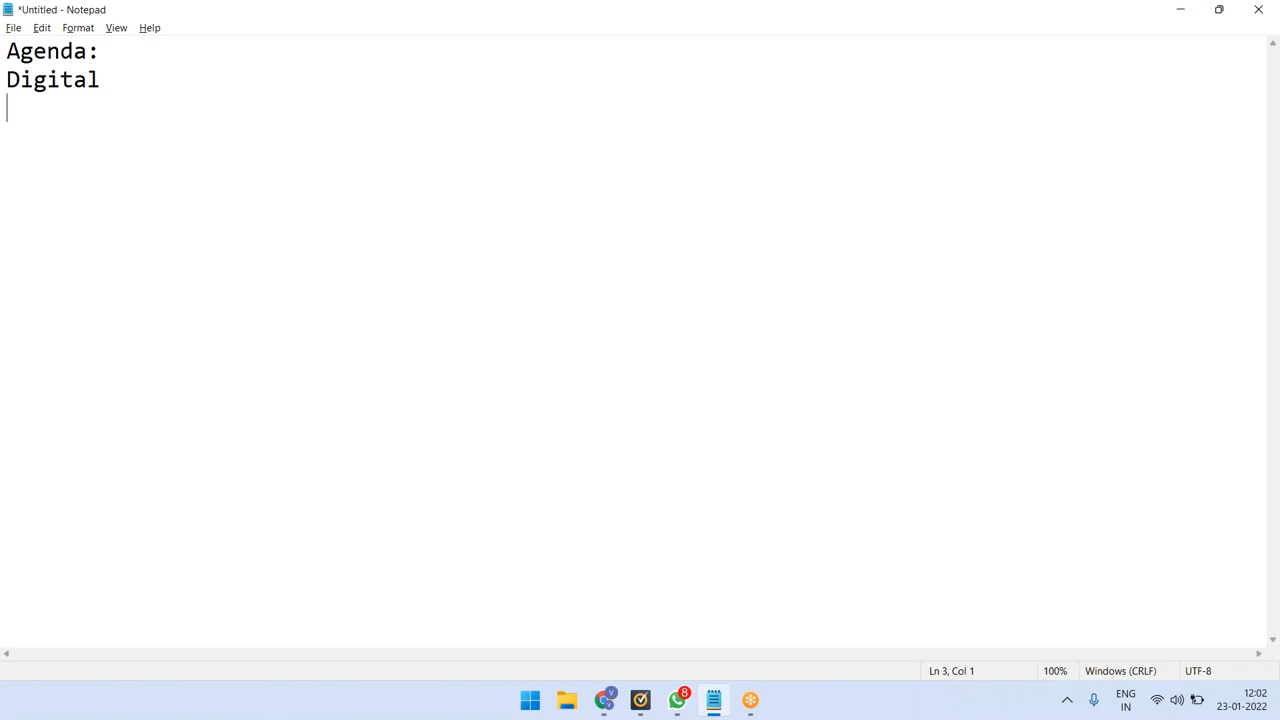 *Untitled - Notepad
File Edit Format View Help
Agenda:
Digital
Ln 3, Col 1 100% Windows (CRLF) UTF-8
V 8 ENG 12:02
IN 23-01-2022